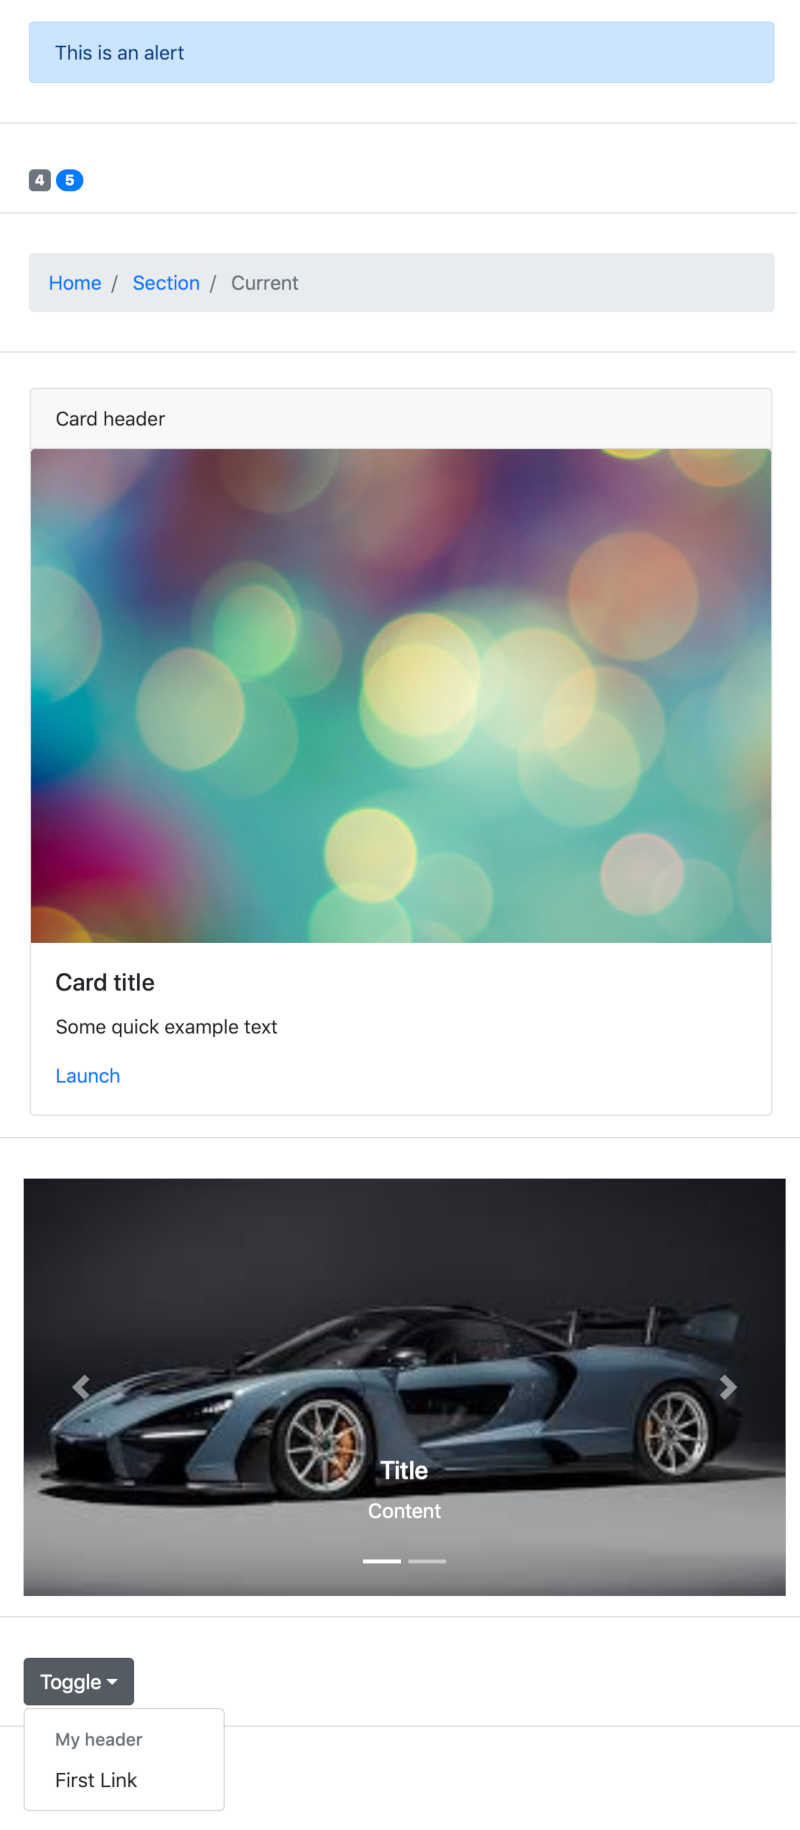 This is an alert
4 5
Home / Section / Current
Card header
Card title
Some quick example text
Launch
Title
Content
Toggle
My header
First Link